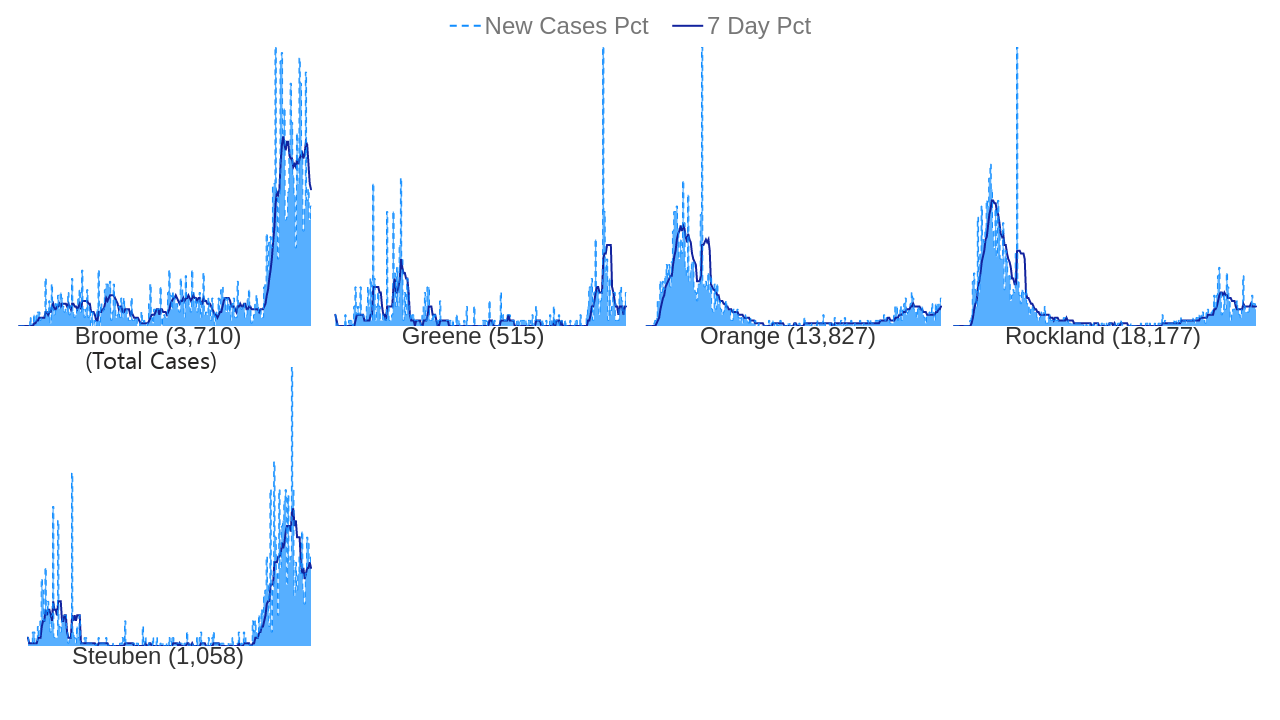 New Cases Pct 7 Day Pct
Broome (3,710) Greene (515) Orange (13,827) Rockland (18,177)
(Total Cases)
Steuben (1,058)